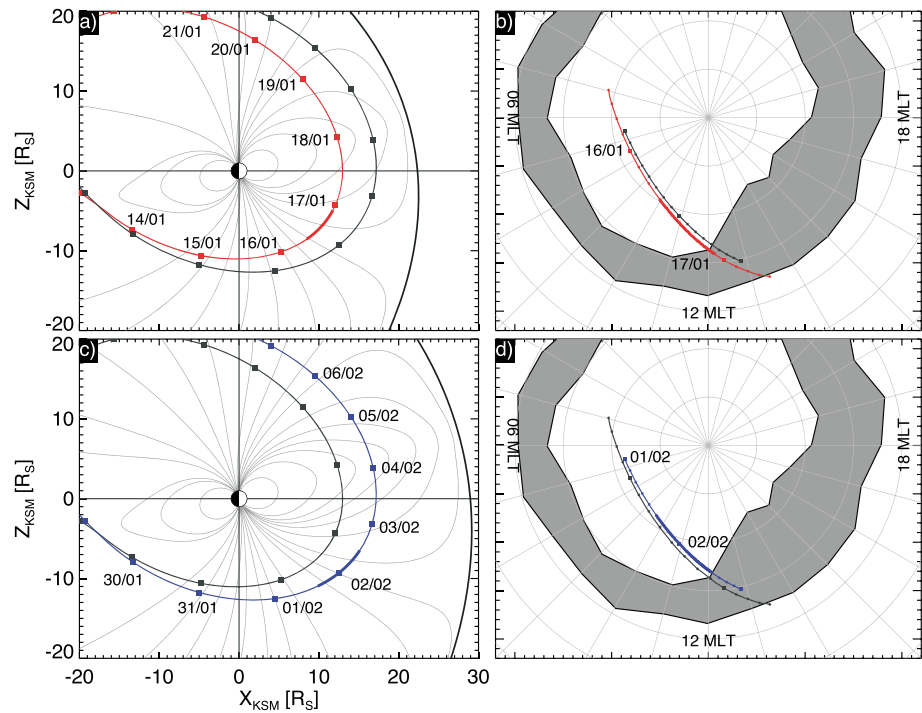 a)
20
10
0
-10
-20
Z_KSM [R_S]
21/01
20/01
19/01
18/01
17/01
16/01
15/01
14/01
b)
06 MLT
18 MLT
12 MLT
16/01
17/01
c)
20
10
0
-10
-20
Z_KSM [R_S]
06/02
05/02
04/02
03/02
02/02
01/02
31/01
30/01
-20
-10
0
10
20
30
X_KSM [R_S]
d)
06 MLT
18 MLT
12 MLT
01/02
02/02